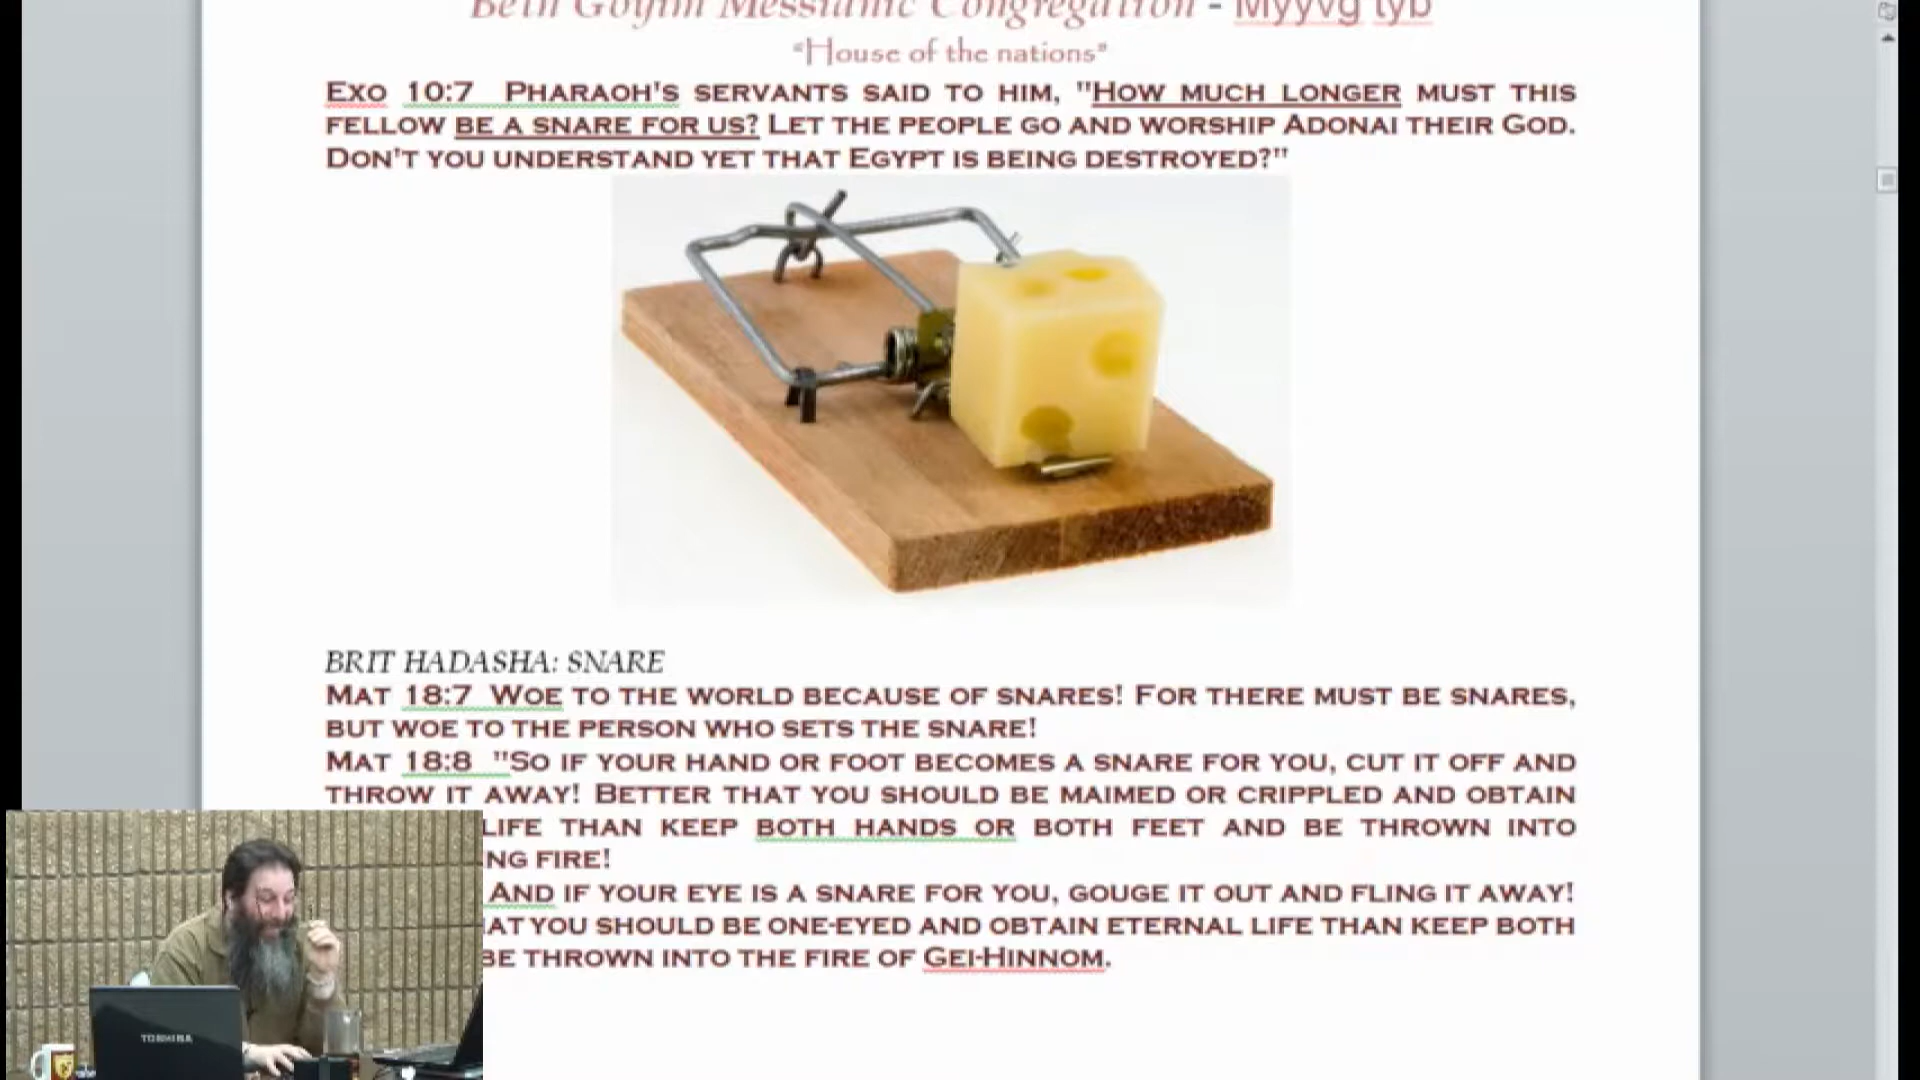 Beth Goyim Messianic Congregation - Myyvg tyb
“House of the nations”
EXO 10:7 PHARAOH'S SERVANTS SAID TO HIM, "HOW MUCH LONGER MUST THIS
FELLOW BE A SNARE FOR US? LET THE PEOPLE GO AND WORSHIP ADONAI THEIR GOD.
DON'T YOU UNDERSTAND YET THAT EGYPT IS BEING DESTROYED?"
BRIT HADASHA: SNARE
MAT 18:7 WOE TO THE WORLD BECAUSE OF SNARES! FOR THERE MUST BE SNARES,
BUT WOE TO THE PERSON WHO SETS THE SNARE!
MAT 18:8 "SO IF YOUR HAND OR FOOT BECOMES A SNARE FOR YOU, CUT IT OFF AND
THROW IT AWAY! BETTER THAT YOU SHOULD BE MAIMED OR CRIPPLED AND OBTAIN
LIFE THAN KEEP BOTH HANDS OR BOTH FEET AND BE THROWN INTO
NG FIRE!
AND IF YOUR EYE IS A SNARE FOR YOU, GOUGE IT OUT AND FLING IT AWAY!
AT YOU SHOULD BE ONE-EYED AND OBTAIN ETERNAL LIFE THAN KEEP BOTH
BE THROWN INTO THE FIRE OF GEI-HINNOM.
TOSHIBA